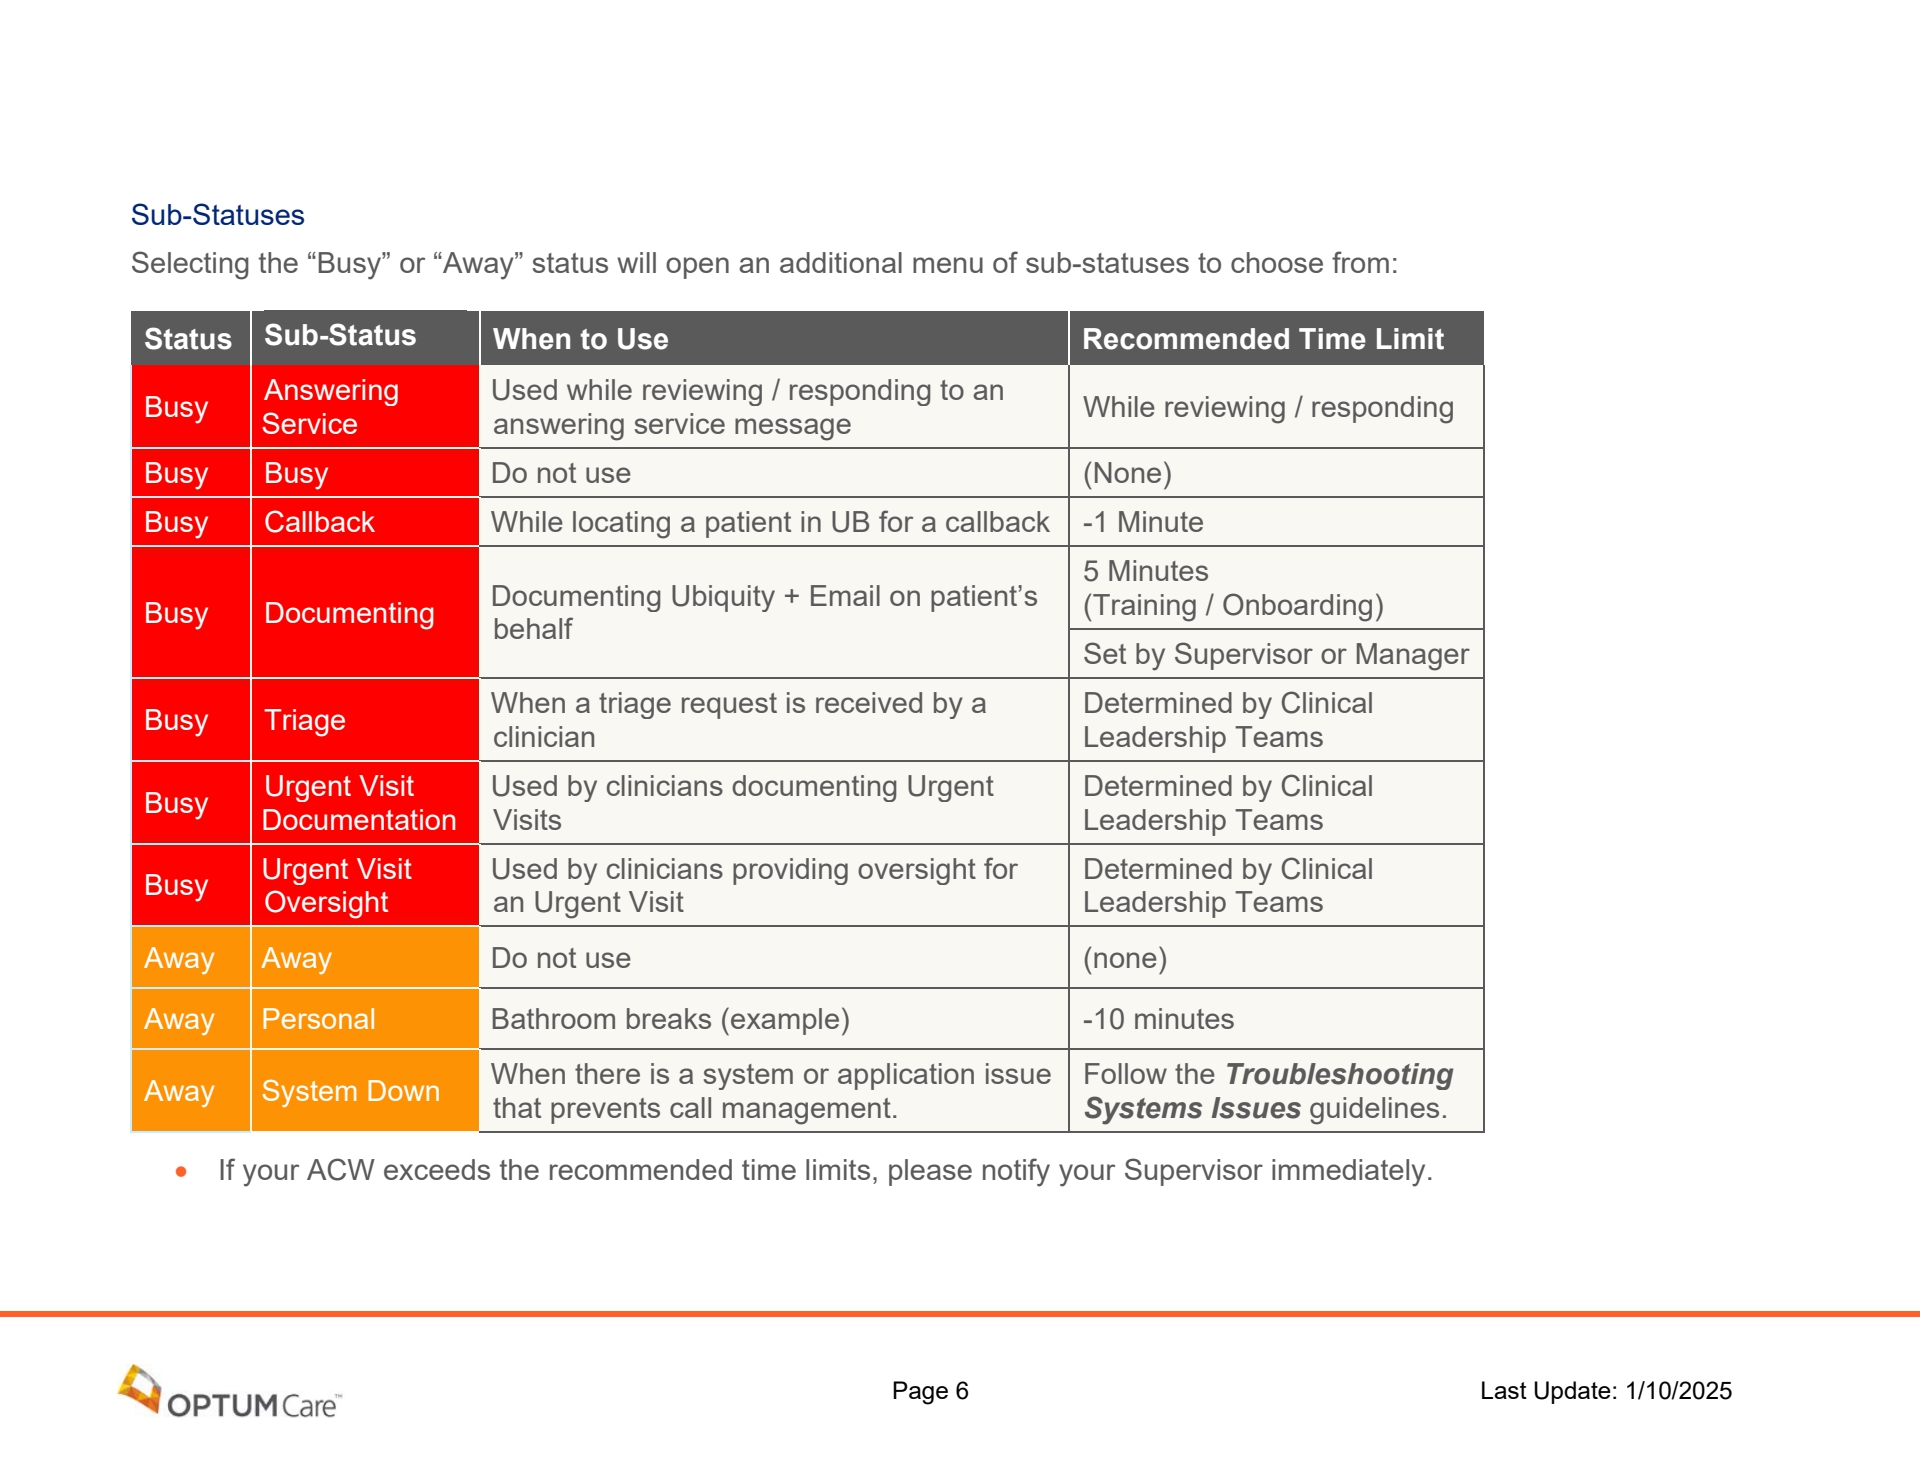 Sub-Statuses
Selecting the “Busy” or “Away” status will open an additional menu of sub-statuses to choose from:
Status Sub-Status When to Use Recommended Time Limit
Busy Answering Service Used while reviewing / responding to an answering service message While reviewing / responding
Busy Busy Do not use (None)
Busy Callback While locating a patient in UB for a callback -1 Minute
Busy Documenting Documenting Ubiquity + Email on patient’s behalf 5 Minutes (Training / Onboarding)
Set by Supervisor or Manager
Busy Triage When a triage request is received by a clinician Determined by Clinical Leadership Teams
Busy Urgent Visit Documentation Used by clinicians documenting Urgent Visits Determined by Clinical Leadership Teams
Busy Urgent Visit Oversight Used by clinicians providing oversight for an Urgent Visit Determined by Clinical Leadership Teams
Away Away Do not use (none)
Away Personal Bathroom breaks (example) -10 minutes
Away System Down When there is a system or application issue that prevents call management. Follow the Troubleshooting Systems Issues guidelines.
• If your ACW exceeds the recommended time limits, please notify your Supervisor immediately.
OPTUM Care™ Page 6 Last Update: 1/10/2025